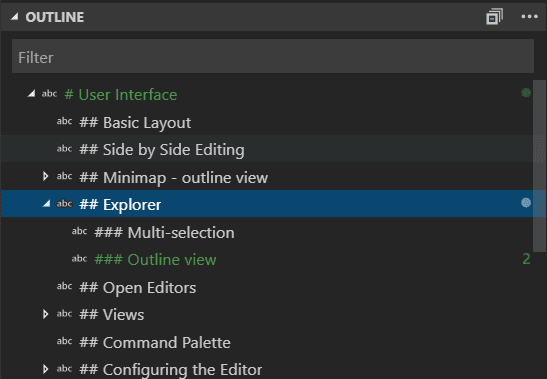 OUTLINE
Filter
abc # User Interface
abc ## Basic Layout
abc ## Side by Side Editing
abc ## Minimap - outline view
abc ## Explorer
abc ### Multi-selection
abc ### Outline view 2
abc ## Open Editors
abc ## Views
abc ## Command Palette
abc ## Configuring the Editor